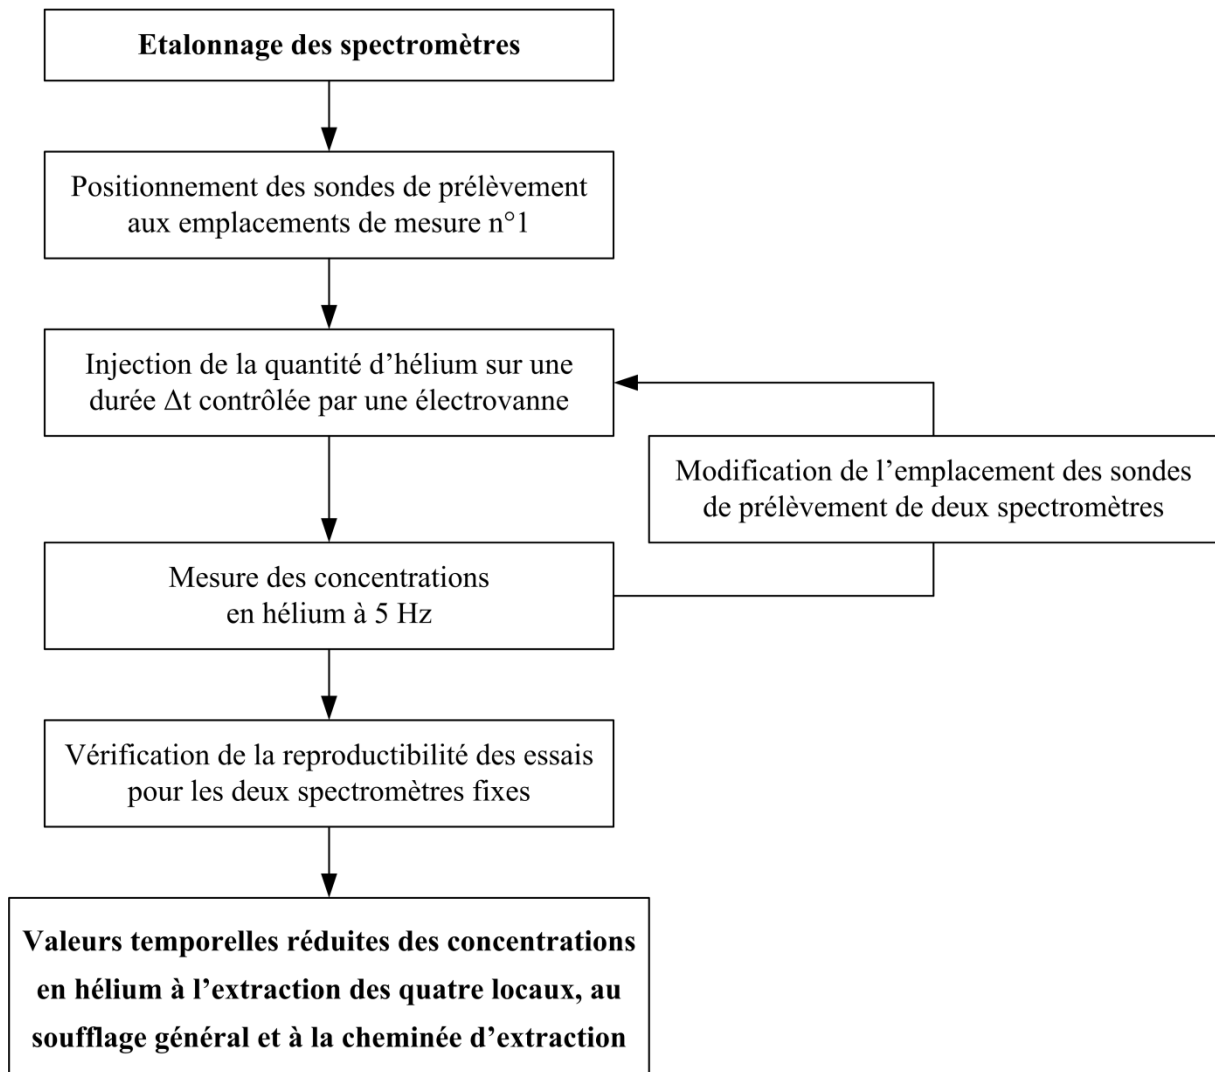 Etalonnage des spectromètres
Positionnement des sondes de prélèvement
aux emplacements de mesure n°1
Injection de la quantité d’hélium sur une
durée Δt contrôlée par une électrovanne
Modification de l’emplacement des sondes
de prélèvement de deux spectromètres
Mesure des concentrations
en hélium à 5 Hz
Vérification de la reproductibilité des essais
pour les deux spectromètres fixes
Valeurs temporelles réduites des concentrations
en hélium à l’extraction des quatre locaux, au
soufflage général et à la cheminée d’extraction